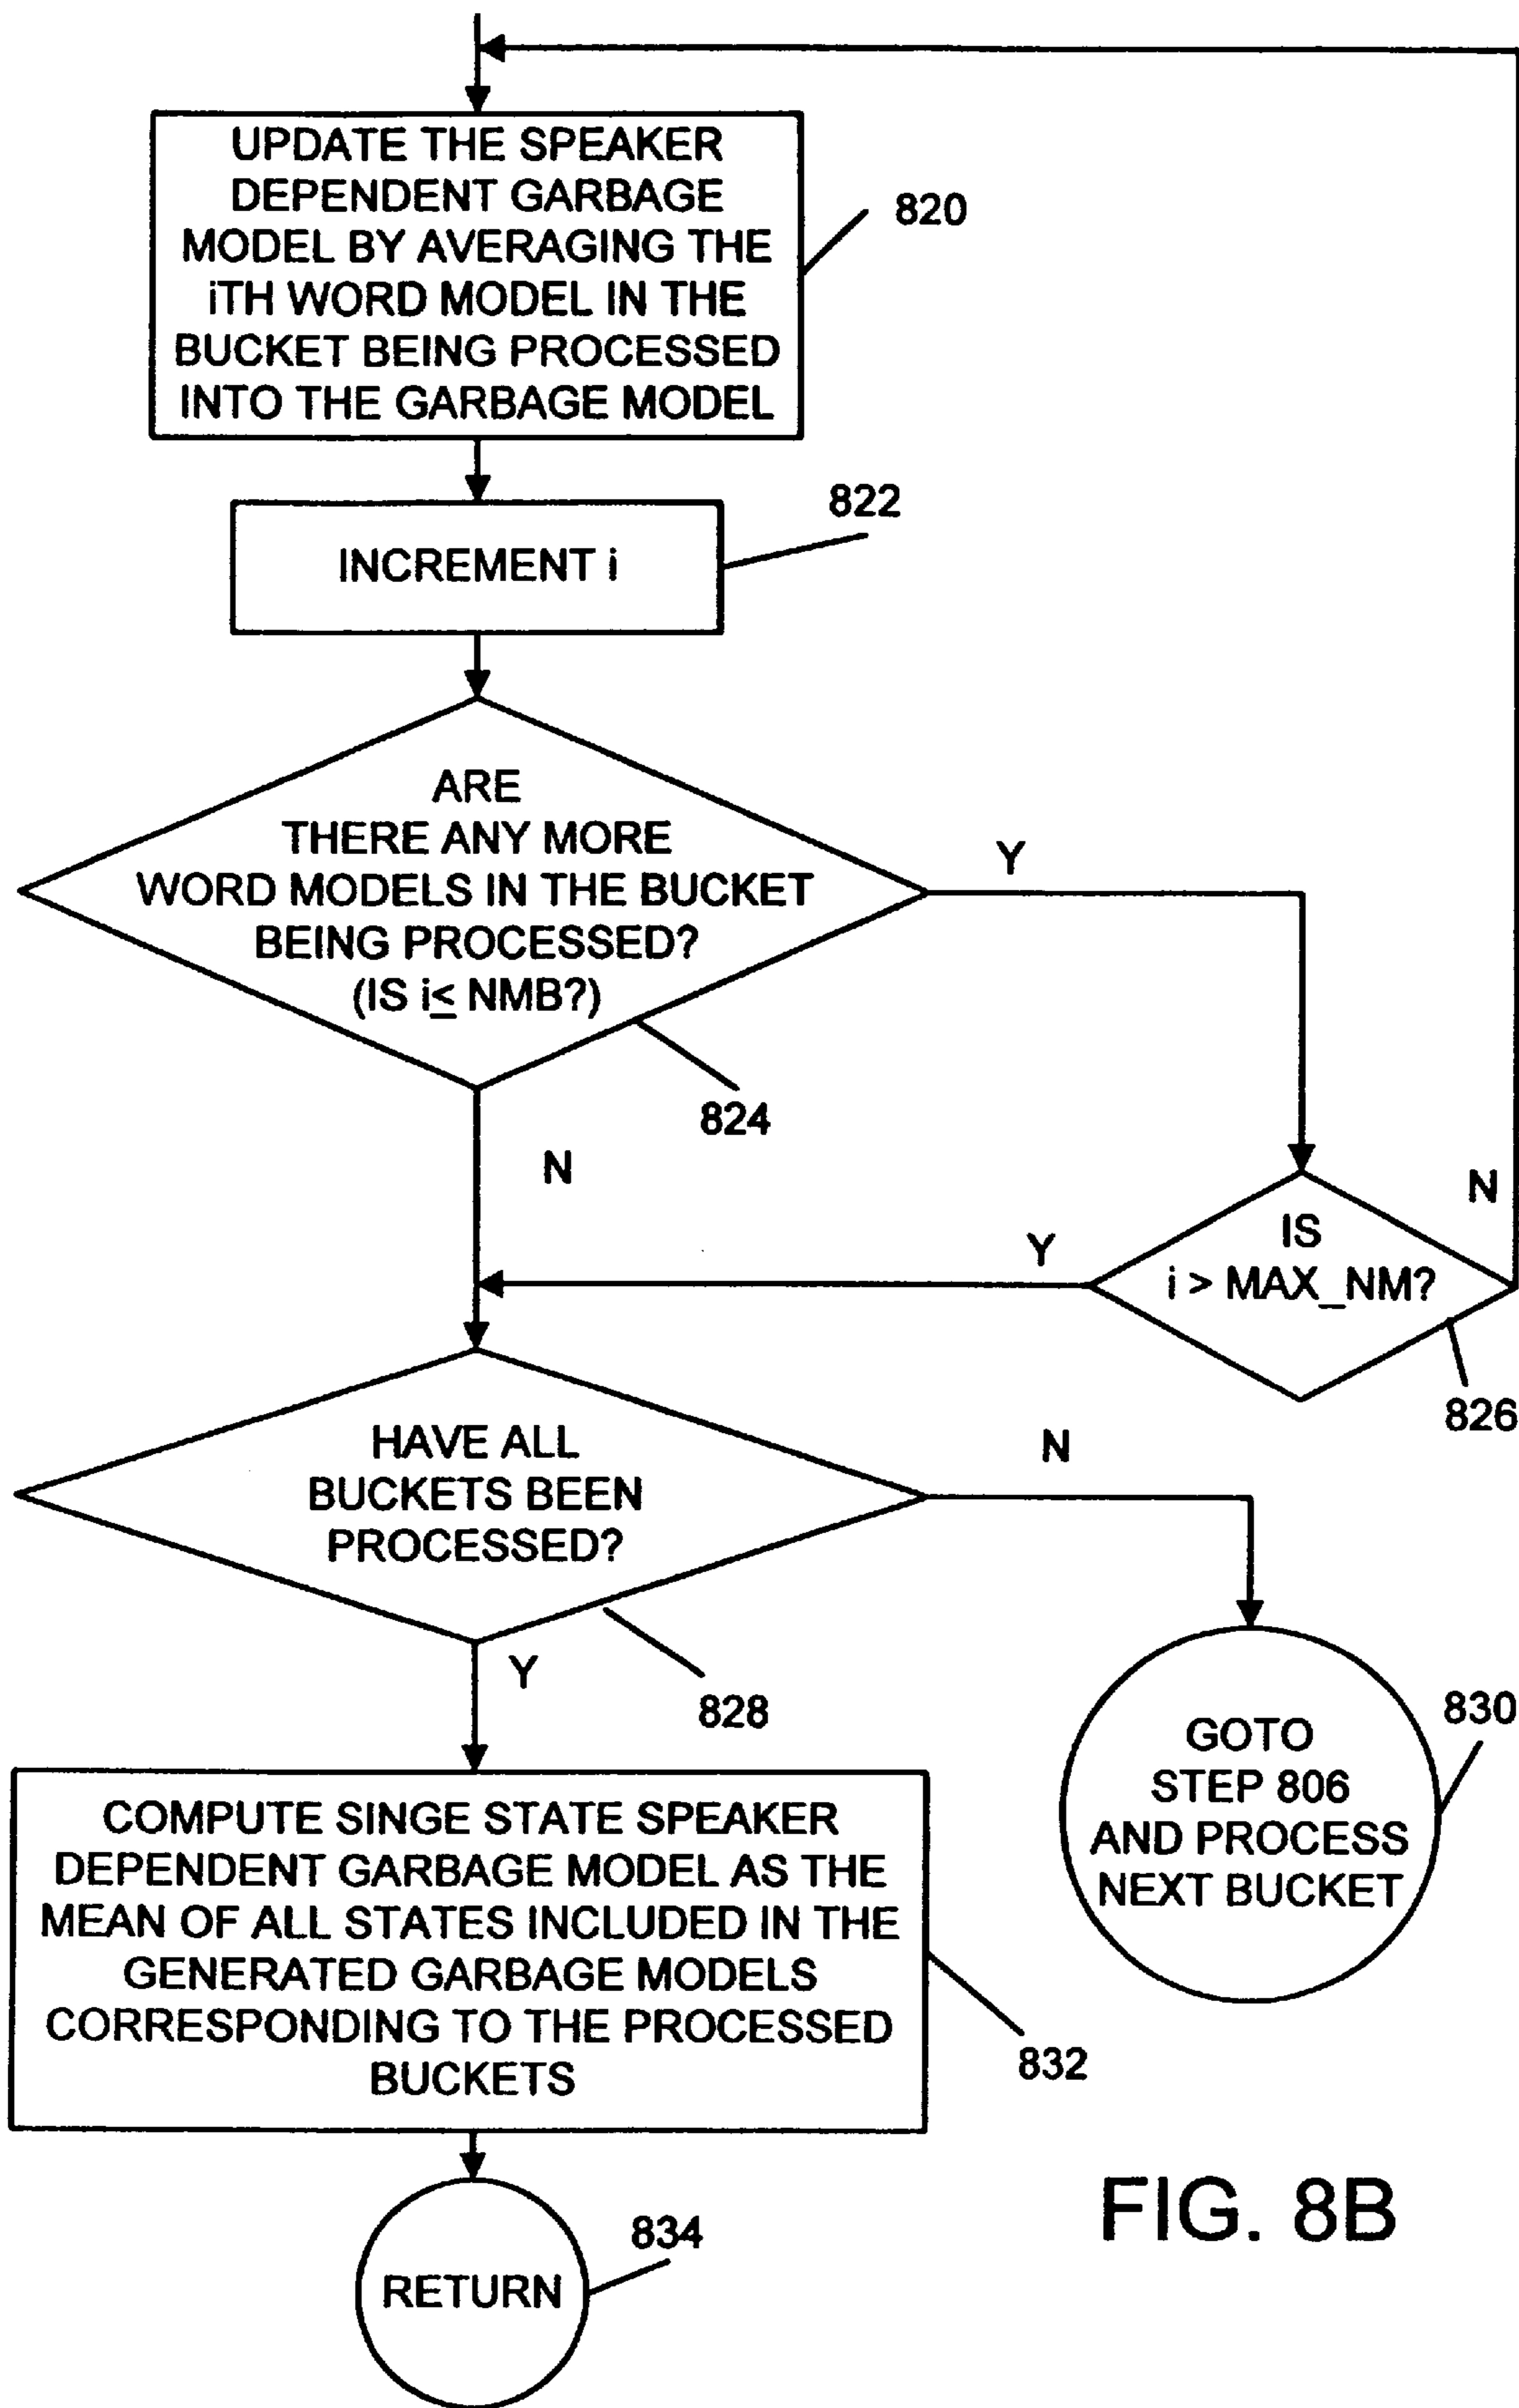 UPDATE THE SPEAKER
DEPENDENT GARBAGE
MODEL BY AVERAGING THE
iTH WORD MODEL IN THE
BUCKET BEING PROCESSED
INTO THE GARBAGE MODEL
820
822
INCREMENT i
ARE
THERE ANY MORE
WORD MODELS IN THE BUCKET
BEING PROCESSED?
(IS i≤ NMB?)
Y
824
N
N
Y
IS
i > MAX_NM?
826
HAVE ALL
BUCKETS BEEN
PROCESSED?
N
Y
828
830
GOTO
STEP 806
AND PROCESS
NEXT BUCKET
COMPUTE SINGE STATE SPEAKER
DEPENDENT GARBAGE MODEL AS THE
MEAN OF ALL STATES INCLUDED IN THE
GENERATED GARBAGE MODELS
CORRESPONDING TO THE PROCESSED
BUCKETS
832
834
RETURN
FIG. 8B